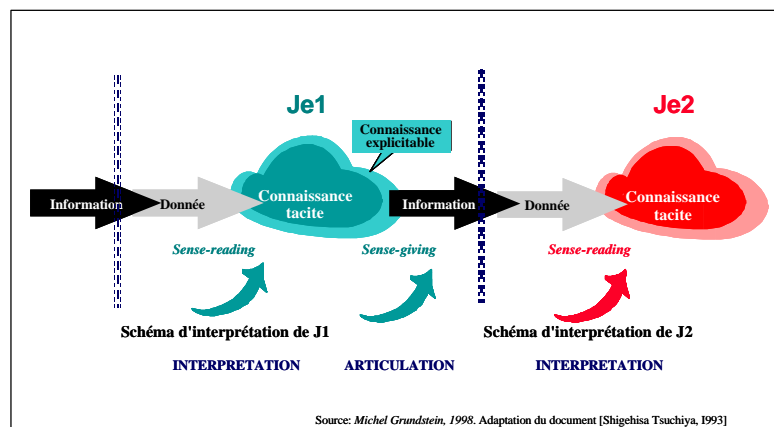 Je1
Je2
Connaissance
explicitable
Information
Donnée
Connaissance
tacite
Information
Donnée
Connaissance
tacite
Sense-reading
Sense-giving
Sense-reading
Schéma d'interprétation de J1
Schéma d'interprétation de J2
INTERPRETATION
ARTICULATION
INTERPRETATION
Source: Michel Grundstein, 1998. Adaptation du document [Shigehisa Tsuchiya, I993]